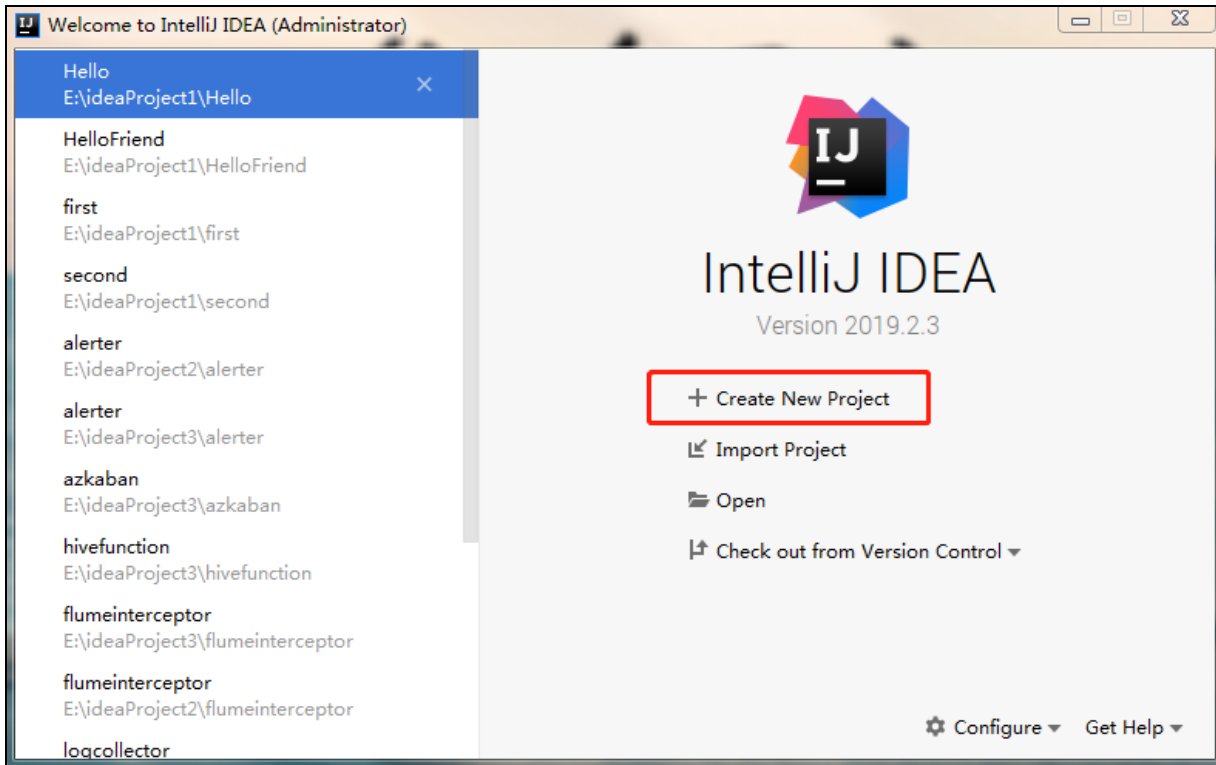 Welcome to IntelliJ IDEA (Administrator)
Hello
E:\ideaProject1\Hello
HelloFriend
E:\ideaProject1\HelloFriend
first
E:\ideaProject1\first
second
E:\ideaProject1\second
alerter
E:\ideaProject2\alerter
alerter
E:\ideaProject3\alerter
azkaban
E:\ideaProject3\azkaban
hivefunction
E:\ideaProject3\hivefunction
flumeinterceptor
E:\ideaProject3\flumeinterceptor
flumeinterceptor
E:\ideaProject2\flumeinterceptor
logcollector
IJ
IntelliJ IDEA
Version 2019.2.3
Create New Project
Import Project
Open
Check out from Version Control
Configure
Get Help